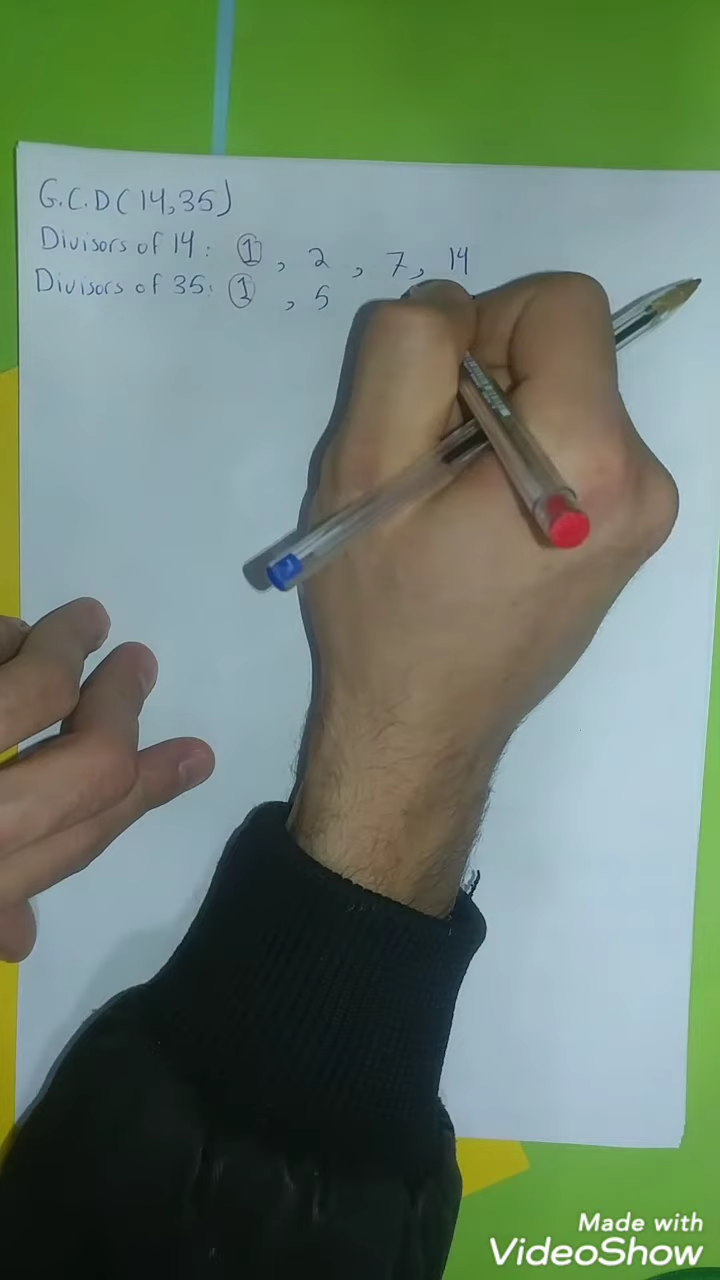 G.C.D(14,35)
Divisors of 14: 1, 2, 7, 14
Divisors of 35: 1, 5
Made with
VideoShow